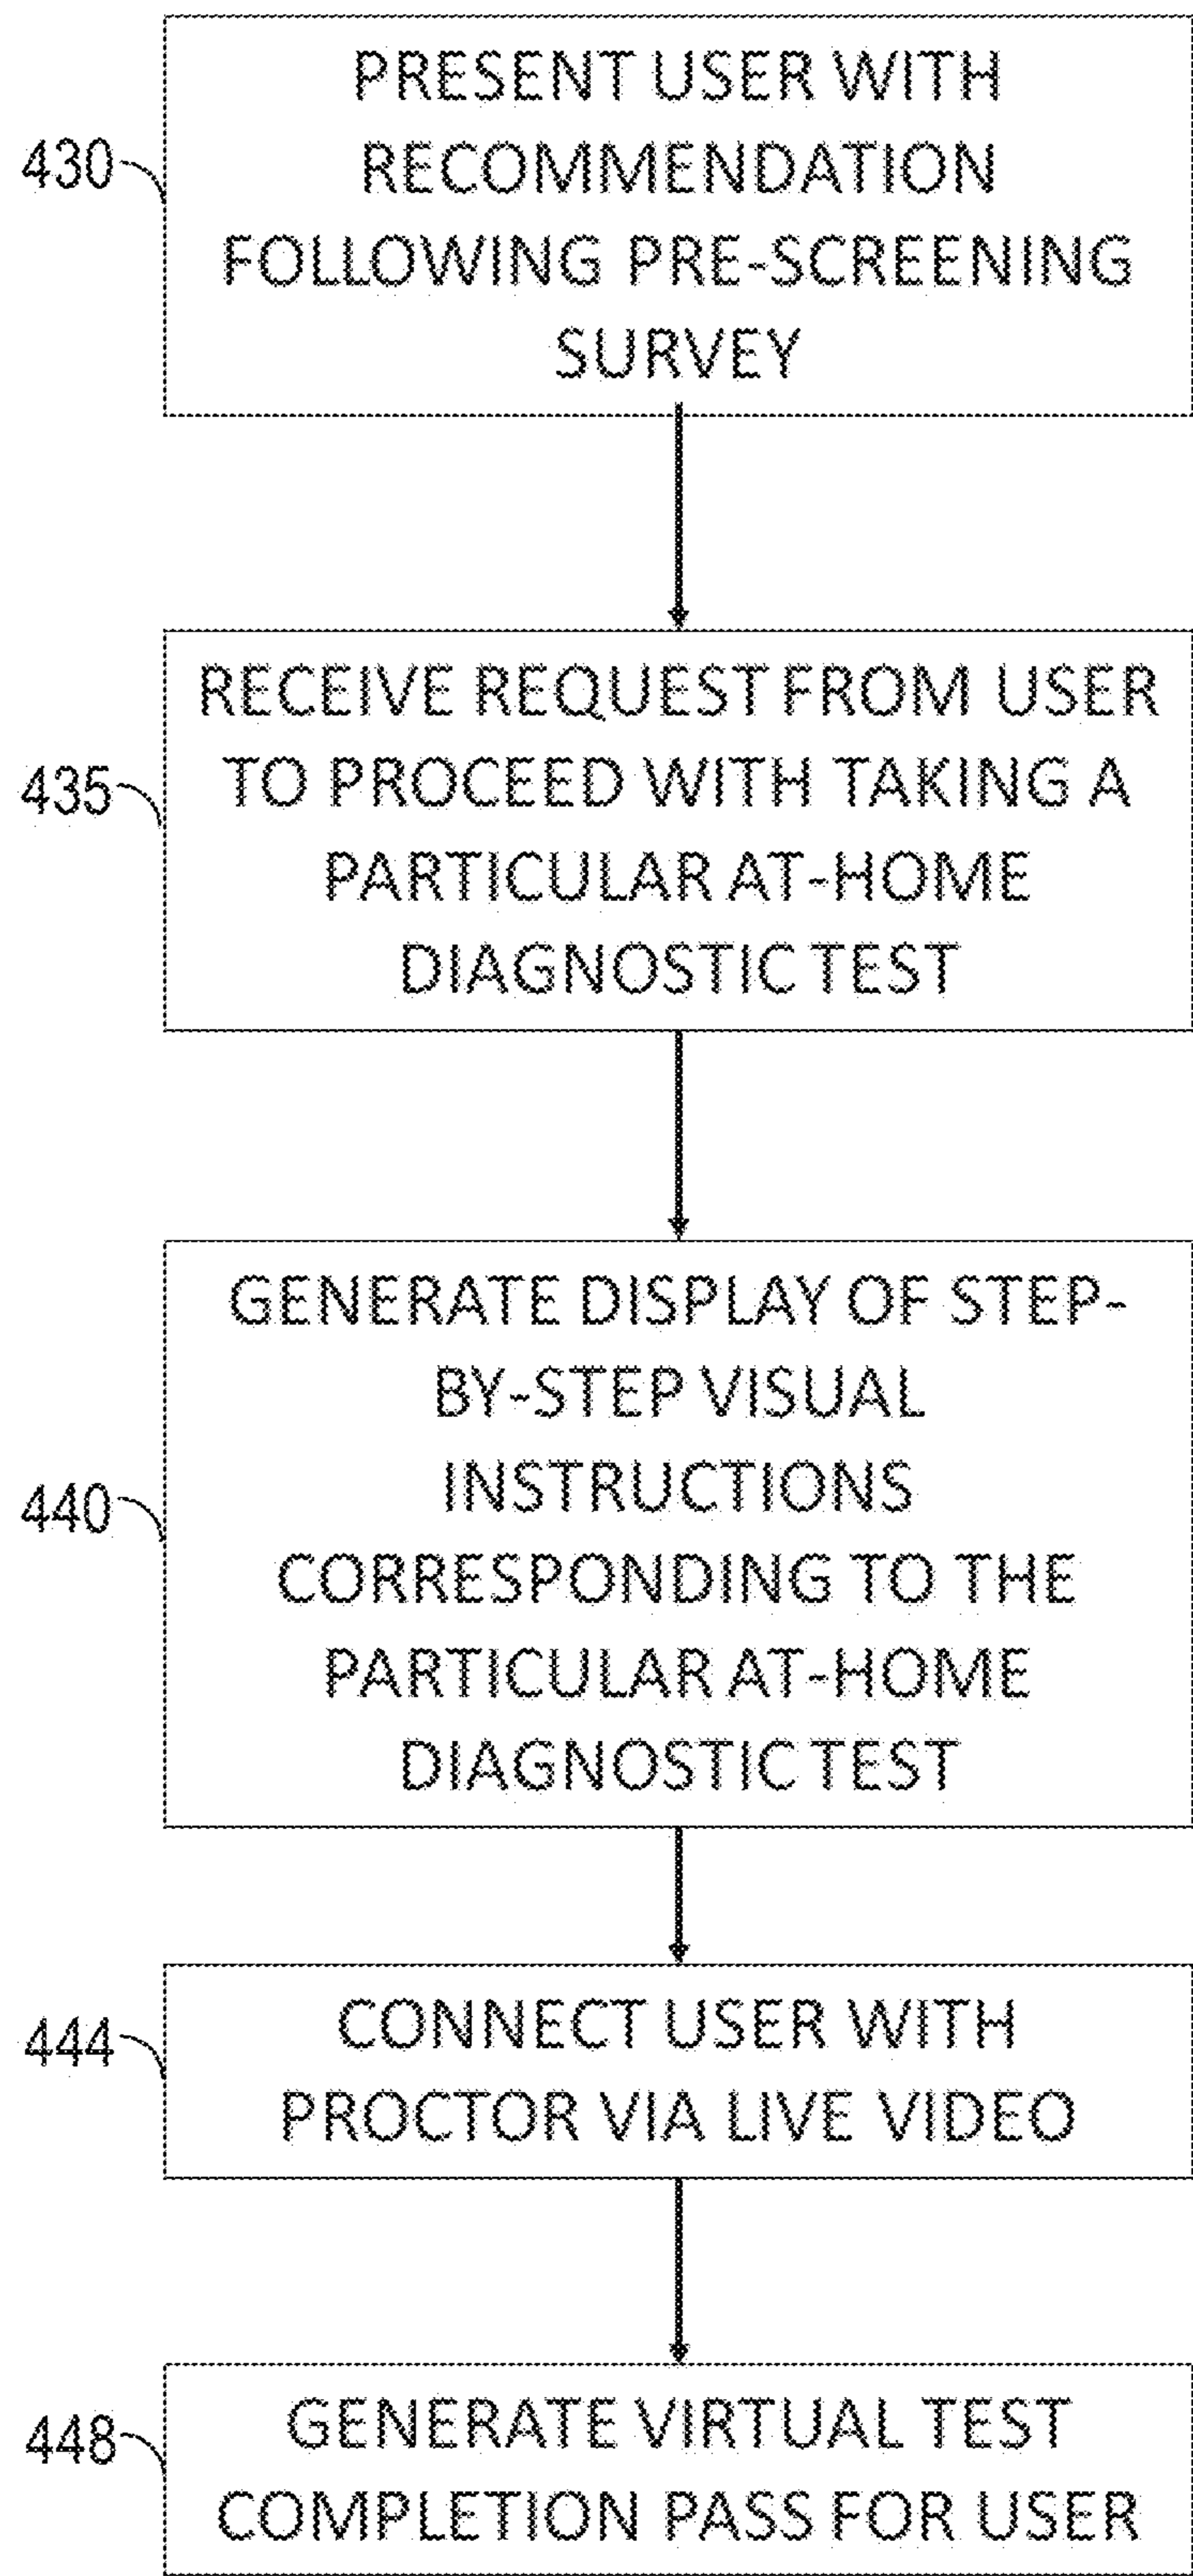 PRESENT USER WITH
RECOMMENDATION
430
FOLLOWING PRE-SCREENING
SURVEY
RECEIVE REQUEST FROM USER
TO PROCEED WITH TAKING A
435
PARTICULAR AT-HOME
DIAGNOSTIC TEST
GENERATE DISPLAY OF STEP-
BY-STEP VISUAL
INSTRUCTIONS
440
CORRESPONDING TO THE
PARTICULAR AT-HOME
DIAGNOSTIC TEST
CONNECT USER WITH
444
PROCTOR VIA LIVE VIDEO
GENERATE VIRTUAL TEST
448
COMPLETION PASS FOR USER